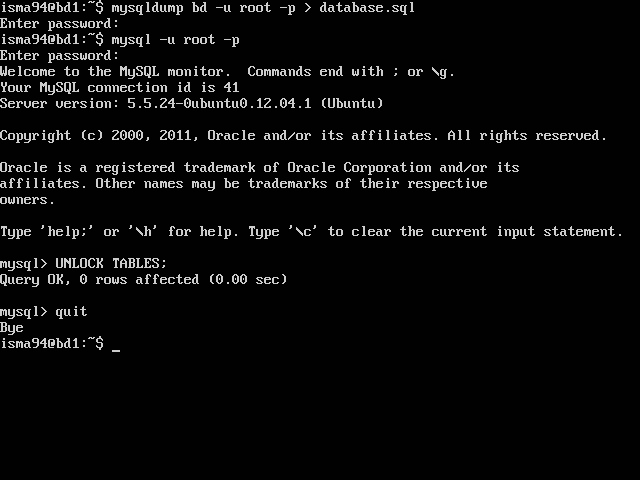 isma94@bd1:~$ mysqldump bd -u root -p > database.sql
Enter password:
isma94@bd1:~$ mysql -u root -p
Enter password:
Welcome to the MySQL monitor.  Commands end with ; or \g.
Your MySQL connection id is 41
Server version: 5.5.24-0ubuntu0.12.04.1 (Ubuntu)
Copyright (c) 2000, 2011, Oracle and/or its affiliates. All rights reserved.
Oracle is a registered trademark of Oracle Corporation and/or its
affiliates. Other names may be trademarks of their respective
owners.
Type 'help;' or '\h' for help. Type '\c' to clear the current input statement.
mysql> UNLOCK TABLES;
Query OK, 0 rows affected (0.00 sec)
mysql> quit
Bye
isma94@bd1:~$ _